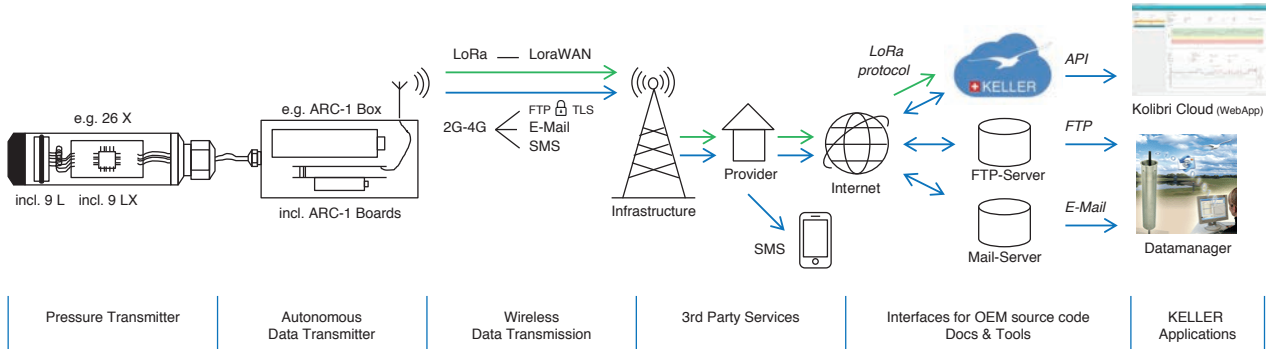 LoRa — LoraWAN
LoRa
protocol
KELLER
API
Kolibri Cloud (WebApp)
e.g. 26 X
e.g. ARC-1 Box
2G-4G
FTP TLS
E-Mail
SMS
FTP
FTP-Server
Provider
Internet
incl. 9 L
incl. 9 LX
incl. ARC-1 Boards
Infrastructure
E-Mail
SMS
Mail-Server
Datamanager
Pressure Transmitter
Autonomous
Data Transmitter
Wireless
Data Transmission
3rd Party Services
Interfaces for OEM source code
Docs & Tools
KELLER
Applications